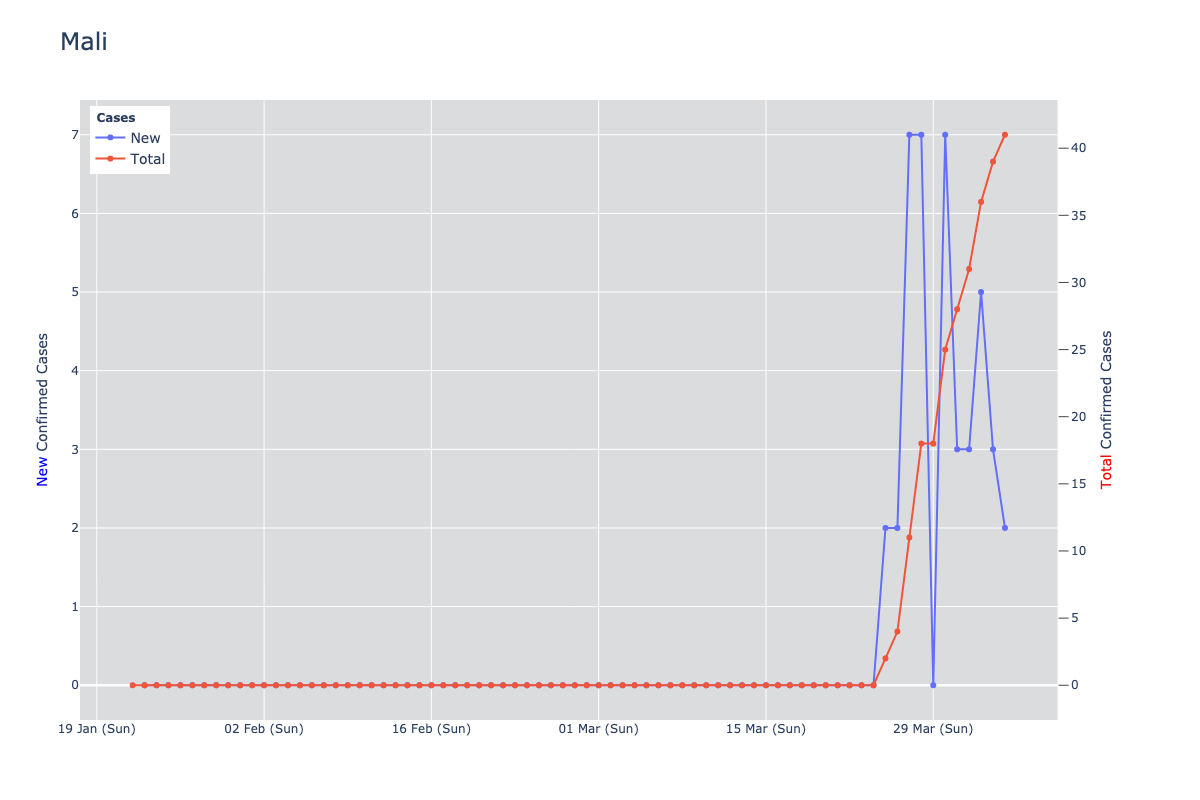 Mali
Cases
New
Total
7
6
5
4
3
2
1
0
New Confirmed Cases
40
35
30
25
20
15
10
5
0
Total Confirmed Cases
19 Jan (Sun)
02 Feb (Sun)
16 Feb (Sun)
01 Mar (Sun)
15 Mar (Sun)
29 Mar (Sun)